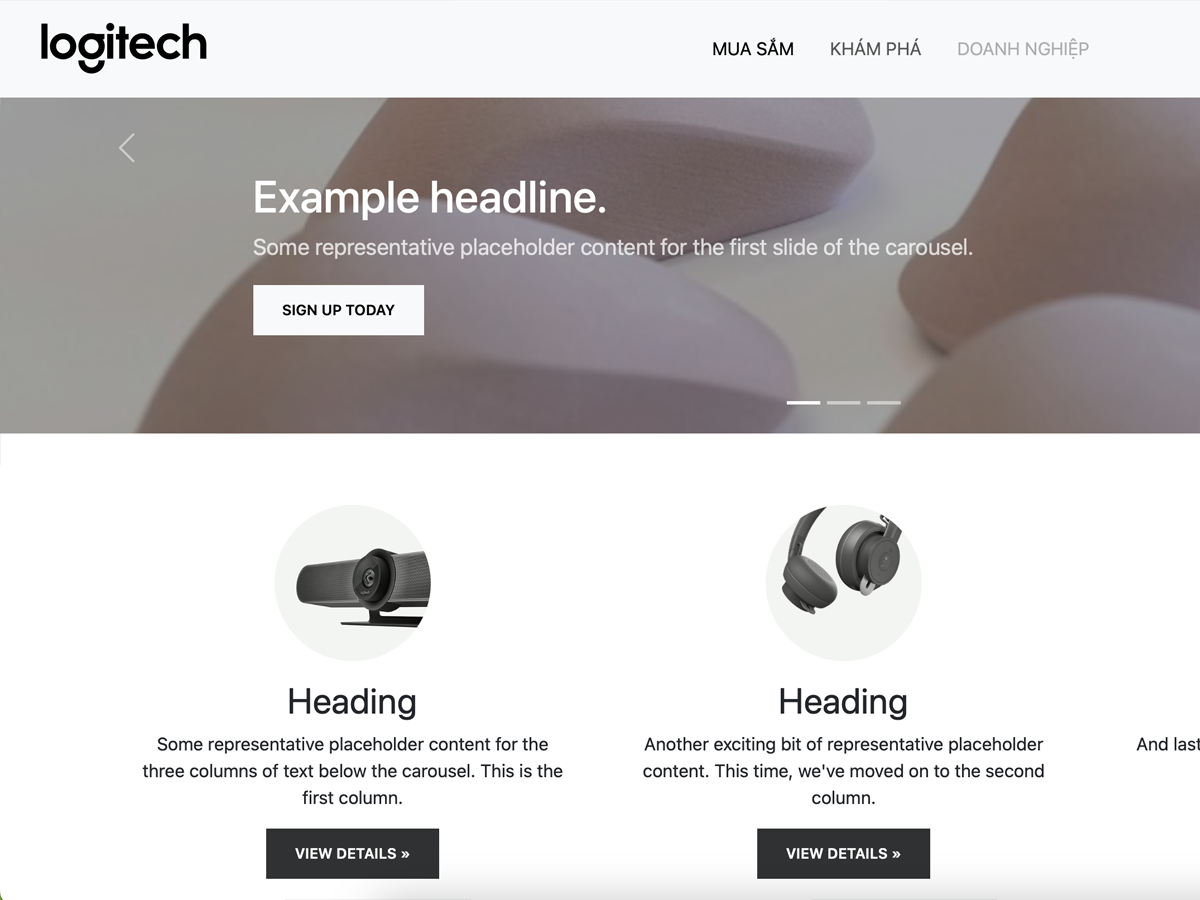 logitech
MUA SẮM
KHÁM PHÁ
DOANH NGHIỆP
Example headline.
Some representative placeholder content for the first slide of the carousel.
SIGN UP TODAY
Heading
Some representative placeholder content for the
three columns of text below the carousel. This is the
first column.
VIEW DETAILS »
Heading
Another exciting bit of representative placeholder
content. This time, we've moved on to the second
column.
VIEW DETAILS »
And last